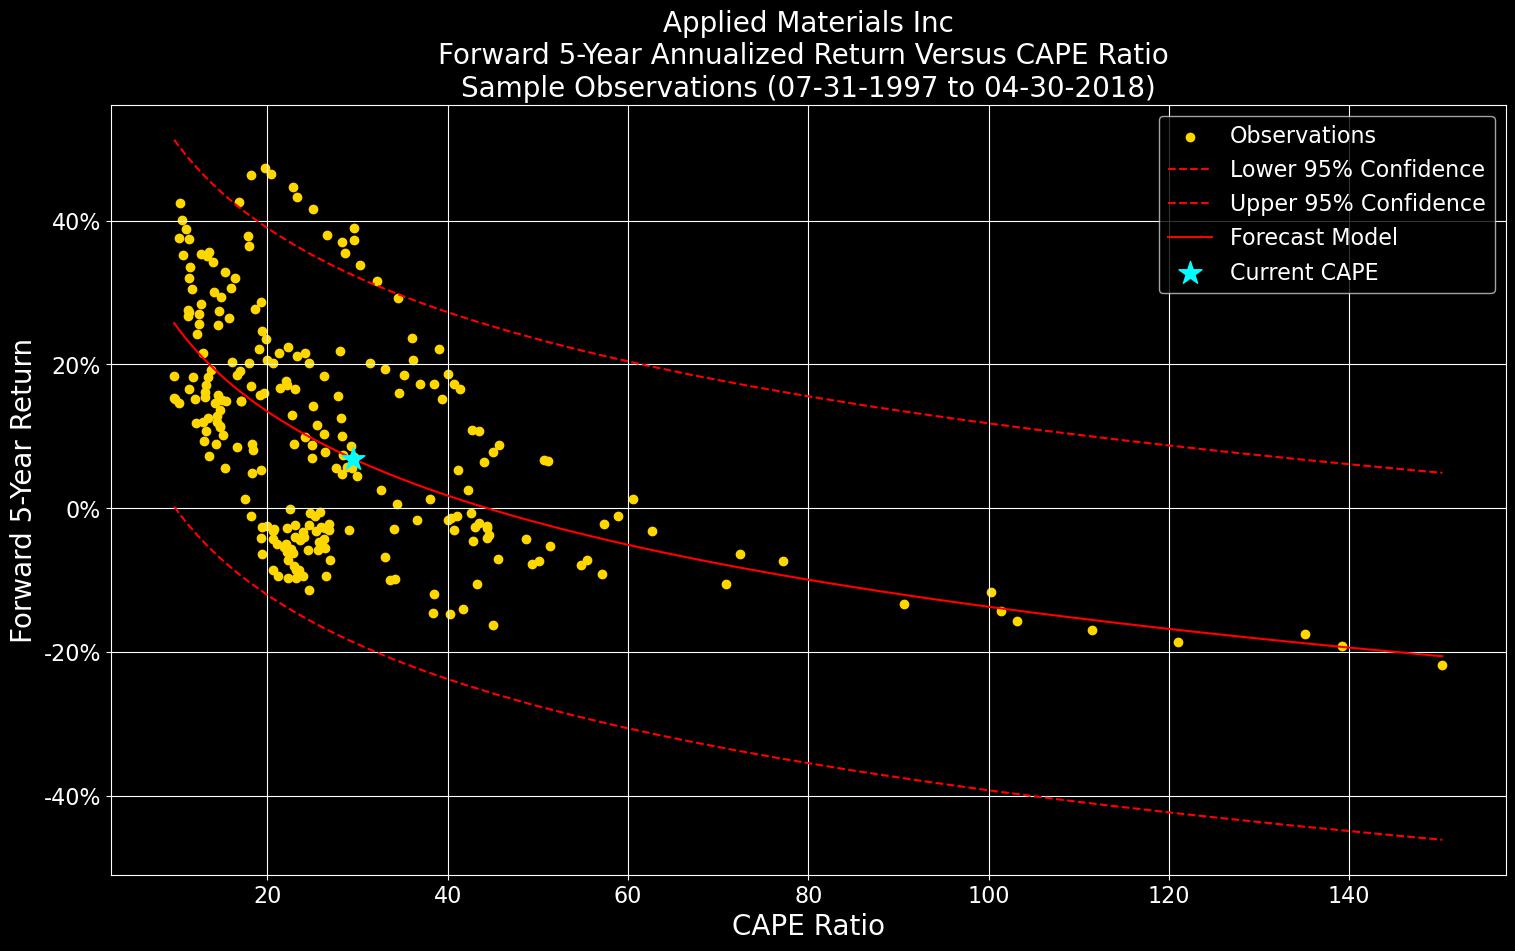 Applied Materials Inc
Forward 5-Year Annualized Return Versus CAPE Ratio
Sample Observations (07-31-1997 to 04-30-2018)
Observations
Lower 95% Confidence
Upper 95% Confidence
Forecast Model
Current CAPE
Forward 5-Year Return
40%
20%
0%
-20%
-40%
20 40 60 80 100 120 140
CAPE Ratio